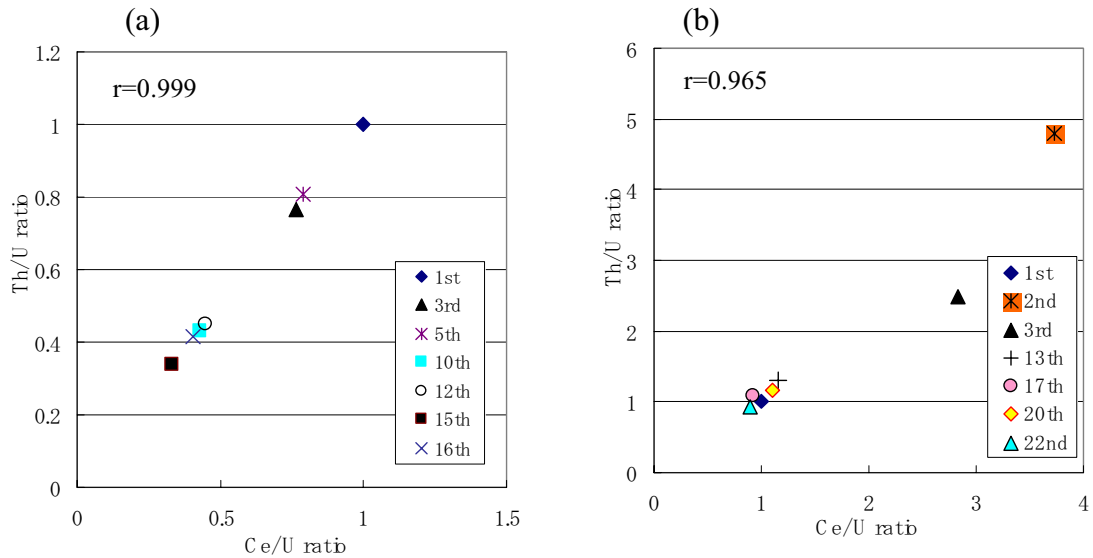 (a)
r=0.999
Th/U ratio
1.2
1
0.8
0.6
0.4
0.2
0
0
0.5
1
1.5
Ce/U ratio
1st
3rd
5th
10th
12th
15th
16th
(b)
r=0.965
Th/U ratio
6
5
4
3
2
1
0
0
1
2
3
4
Ce/U ratio
1st
2nd
3rd
13th
17th
20th
22nd